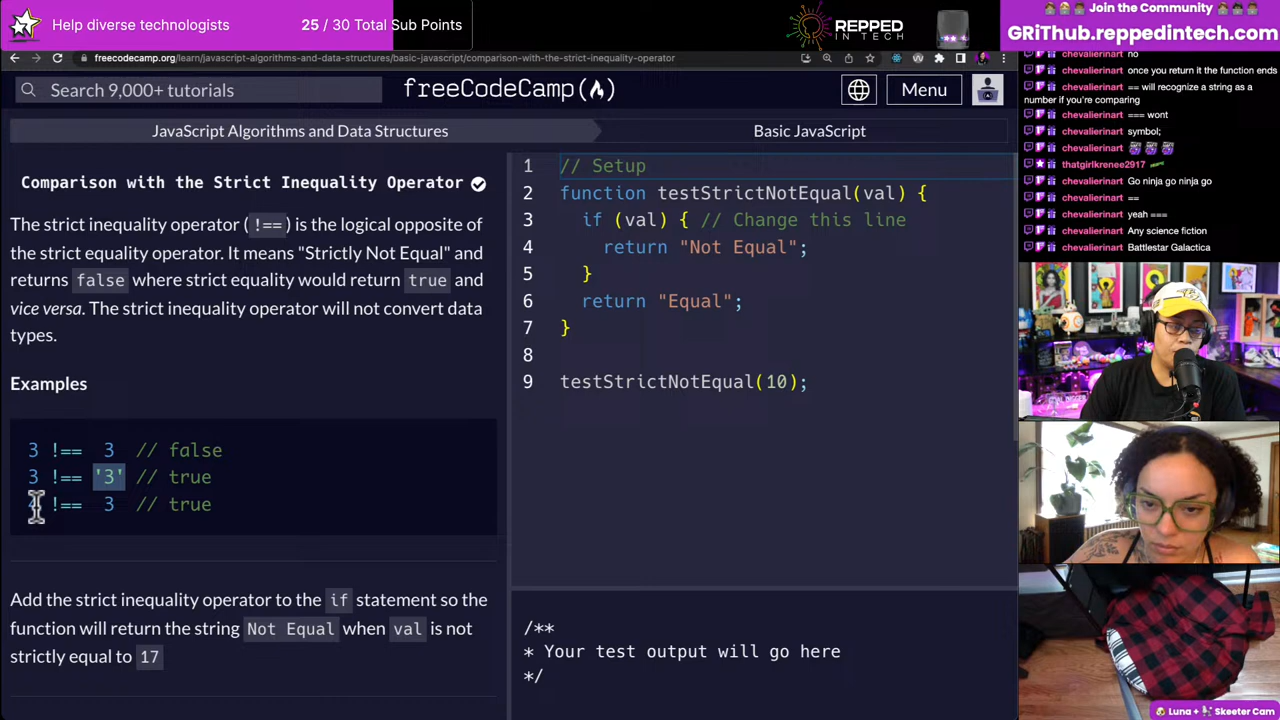 Help diverse technologists
25 / 30 Total Sub Points
REPPED
IN TECH
Join the Community
GRiThub.reppedintech.com
freecodecamp.org/learn/javascript-algorithms-and-data-structures/basic-javascript/comparison-with-the-strict-inequality-operator
Search 9,000+ tutorials
freeCodeCamp
Menu
JavaScript Algorithms and Data Structures
Basic JavaScript
Comparison with the Strict Inequality Operator
The strict inequality operator (!==) is the logical opposite of
the strict equality operator. It means "Strictly Not Equal" and
returns false where strict equality would return true and
vice versa. The strict inequality operator will not convert data
types.
Examples
3 !== 3 // false
3 !== '3' // true
!== 3 // true
Add the strict inequality operator to the if statement so the
function will return the string Not Equal when val is not
strictly equal to 17
1 // Setup
2 function testStrictNotEqual(val) {
3 if (val) { // Change this line
4 return "Not Equal";
5 }
6 return "Equal";
7 }
8
9 testStrictNotEqual(10);
/**
* Your test output will go here
*/
chevalierinart no
chevalierinart once you return it the function ends
chevalierinart == will recognize a string as a
number if you're comparing
chevalierinart === wont
chevalierinart symbol;
chevalierinart
thatgirlkrenee2917
chevalierinart Go ninja go ninja go
chevalierinart ==
chevalierinart yeah ===
chevalierinart Any science fiction
chevalierinart Battlestar Galactica
Luna + Skeeter Cam